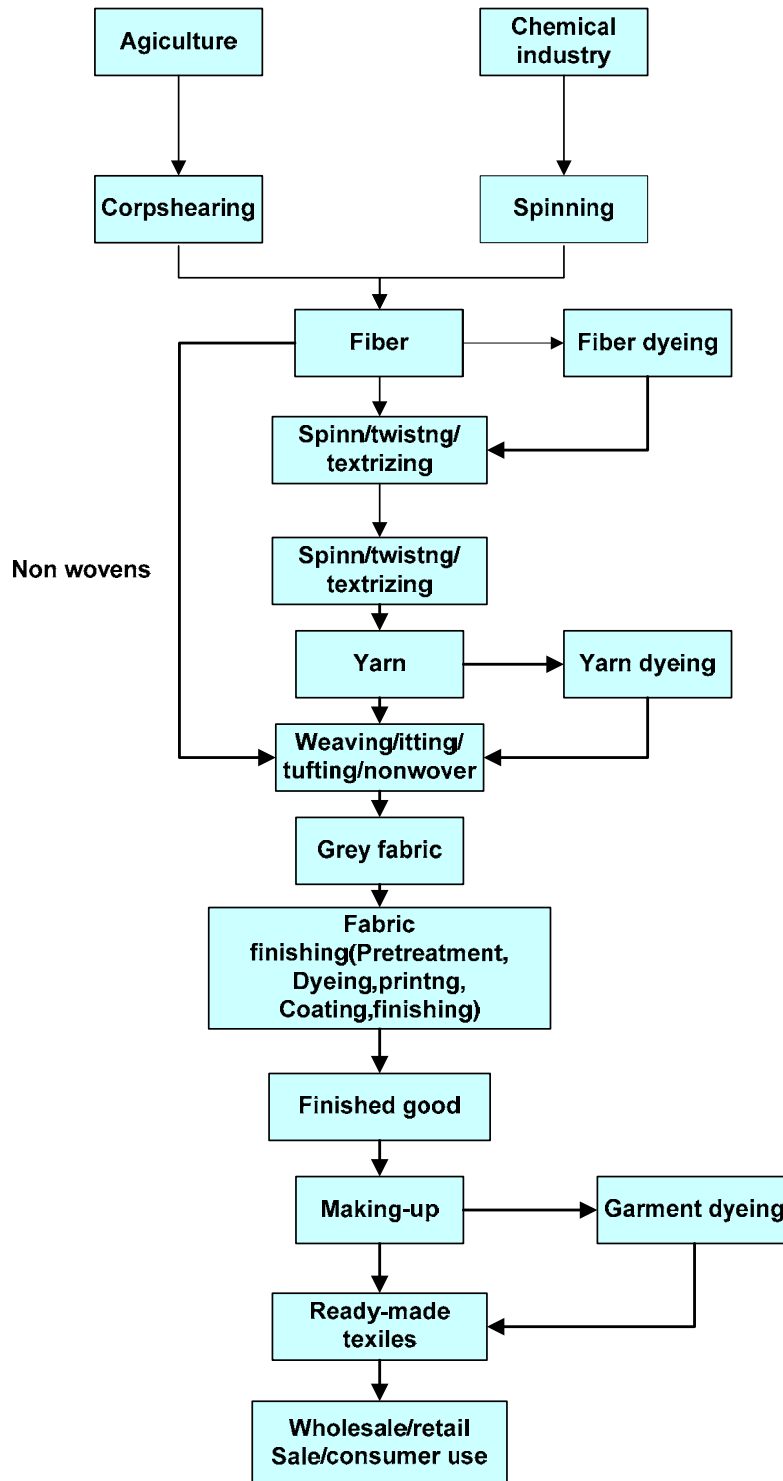 Agiculture
Chemical
industry
Corpshearing
Spinning
Fiber
Fiber dyeing
Spinn/twistng/
textrizing
Non wovens
Spinn/twistng/
textrizing
Yarn
Yarn dyeing
Weaving/itting/
tufting/nonwover
Grey fabric
Fabric
finishing(Pretreatment,
Dyeing,printng,
Coating,finishing)
Finished good
Making-up
Garment dyeing
Ready-made
texiles
Wholesale/retail
Sale/consumer use